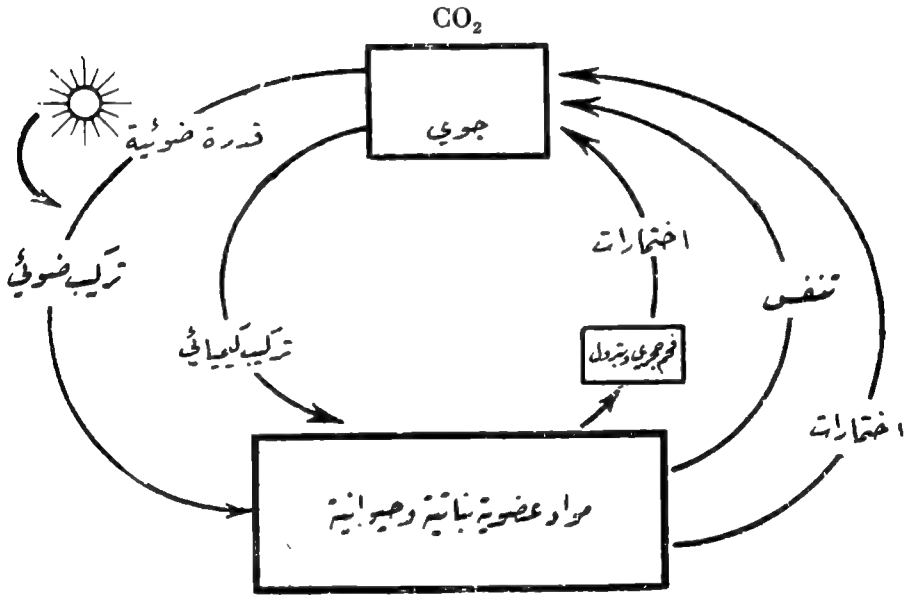 CO₂
جوي
قدرة ضوئية
تركيب ضوئي
اختمارات
تنفس
تركيب كيميائي
فحم حجري وبترول
اختمارات
مواد عضوية نباتية وحيوانية